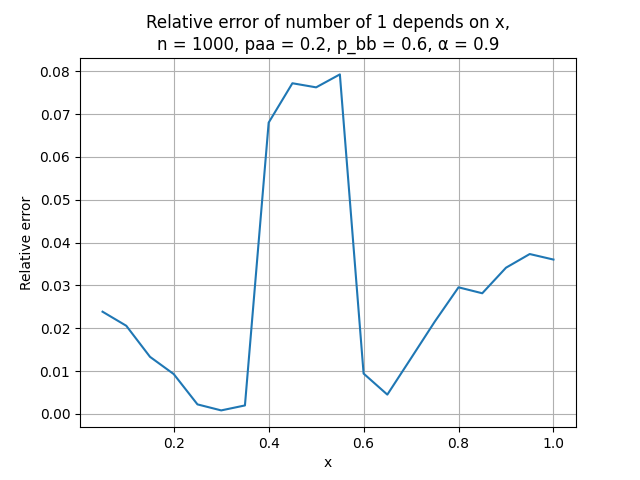 Relative error of number of 1 depends on x,
n = 1000, paa = 0.2, p_bb = 0.6, α = 0.9
0.08
0.07
0.06
0.05
0.04
0.03
0.02
0.01
0.00
Relative error
0.2 0.4 0.6 0.8 1.0
x